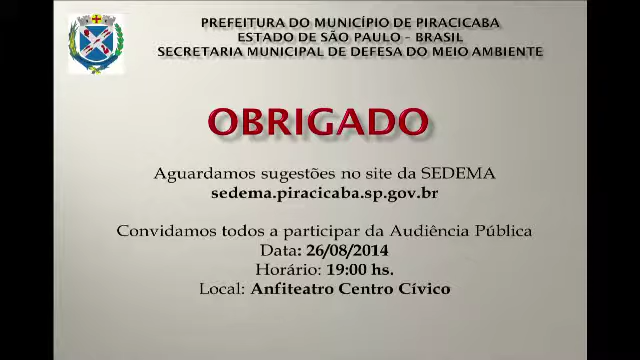 PREFEITURA DO MUNICÍPIO DE PIRACICABA
ESTADO DE SÃO PAULO – BRASIL
SECRETARIA MUNICIPAL DE DEFESA DO MEIO AMBIENTE
OBRIGADO
Aguardamos sugestões no site da SEDEMA
sedema.piracicaba.sp.gov.br
Convidamos todos a participar da Audiência Pública
Data: 26/08/2014
Horário: 19:00 hs.
Local: Anfiteatro Centro Cívico